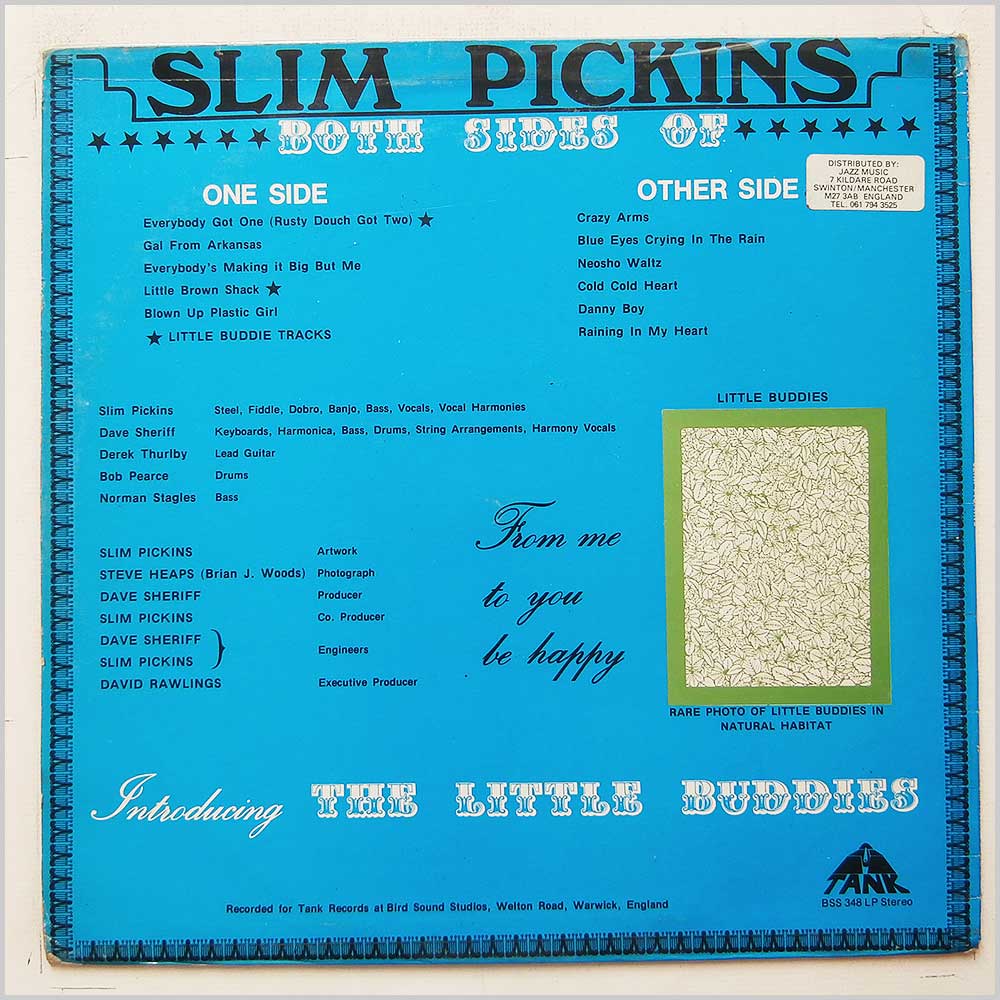 SLIM PICKINS
BOTH SIDES OF
DISTRIBUTED BY:
JAZZ MUSIC
7 KILDARE ROAD
SWINTON/MANCHESTER
M27 3AB ENGLAND
TEL. 061 794 3525
ONE SIDE
Everybody Got One (Rusty Douch Got Two) ★
Gal From Arkansas
Everybody's Making it Big But Me
Little Brown Shack ★
Blown Up Plastic Girl
★ LITTLE BUDDIE TRACKS
OTHER SIDE
Crazy Arms
Blue Eyes Crying In The Rain
Neosho Waltz
Cold Cold Heart
Danny Boy
Raining In My Heart
Slim Pickins Steel, Fiddle, Dobro, Banjo, Bass, Vocals, Vocal Harmonies
Dave Sheriff Keyboards, Harmonica, Bass, Drums, String Arrangements, Harmony Vocals
Derek Thurlby Lead Guitar
Bob Pearce Drums
Norman Stagles Bass
SLIM PICKINS Artwork
STEVE HEAPS (Brian J. Woods) Photograph
DAVE SHERIFF Producer
SLIM PICKINS Co. Producer
DAVE SHERIFF
SLIM PICKINS } Engineers
DAVID RAWLINGS Executive Producer
From me
to you
be happy
LITTLE BUDDIES
RARE PHOTO OF LITTLE BUDDIES IN
NATURAL HABITAT
Introducing THE LITTLE BUDDIES
TANK
BSS 348 LP Stereo
Recorded for Tank Records at Bird Sound Studios, Welton Road, Warwick, England